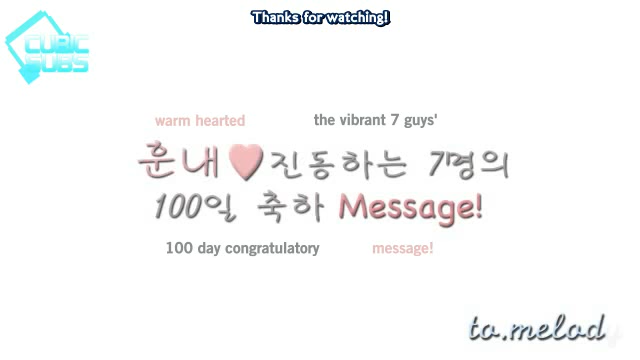 Thanks for watching!
CUBIC
SUBS
warm hearted the vibrant 7 guys'
훈내♥진동하는 7명의
100일 축하 Message!
100 day congratulatory message!
to.melody